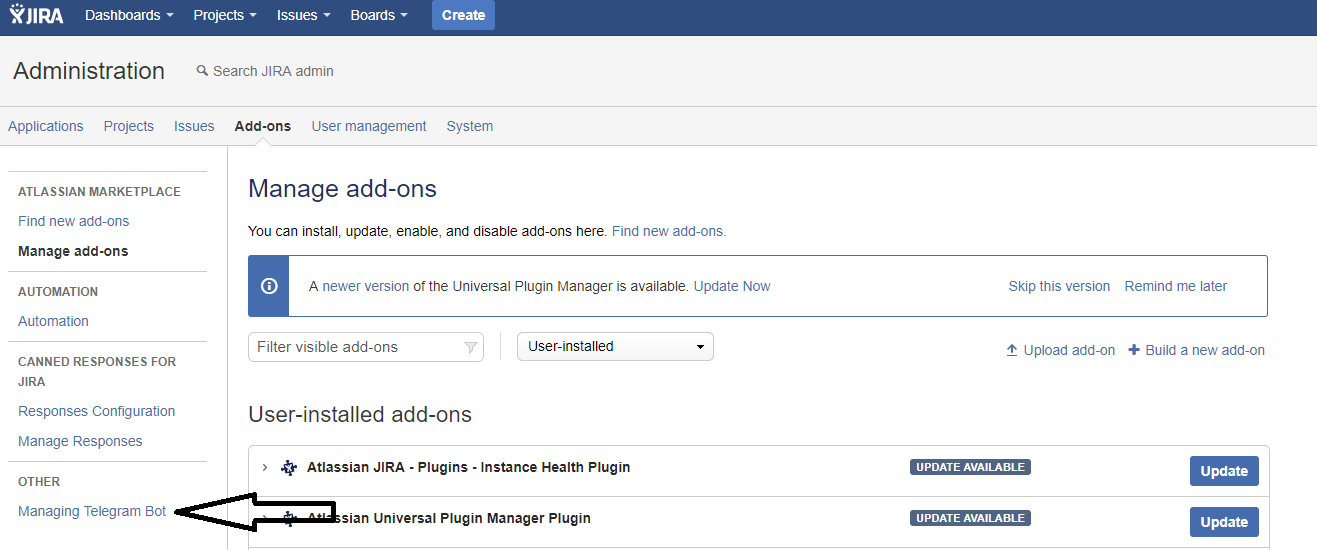 JIRA Dashboards Projects Issues Boards Create
Administration Search JIRA admin
Applications Projects Issues Add-ons User management System
ATLASSIAN MARKETPLACE
Find new add-ons
Manage add-ons
AUTOMATION
Automation
CANNED RESPONSES FOR
JIRA
Responses Configuration
Manage Responses
OTHER
Managing Telegram Bot
Manage add-ons
You can install, update, enable, and disable add-ons here. Find new add-ons.
A newer version of the Universal Plugin Manager is available. Update Now Skip this version Remind me later
Filter visible add-ons User-installed Upload add-on Build a new add-on
User-installed add-ons
Atlassian JIRA - Plugins - Instance Health Plugin UPDATE AVAILABLE Update
Atlassian Universal Plugin Manager Plugin UPDATE AVAILABLE Update